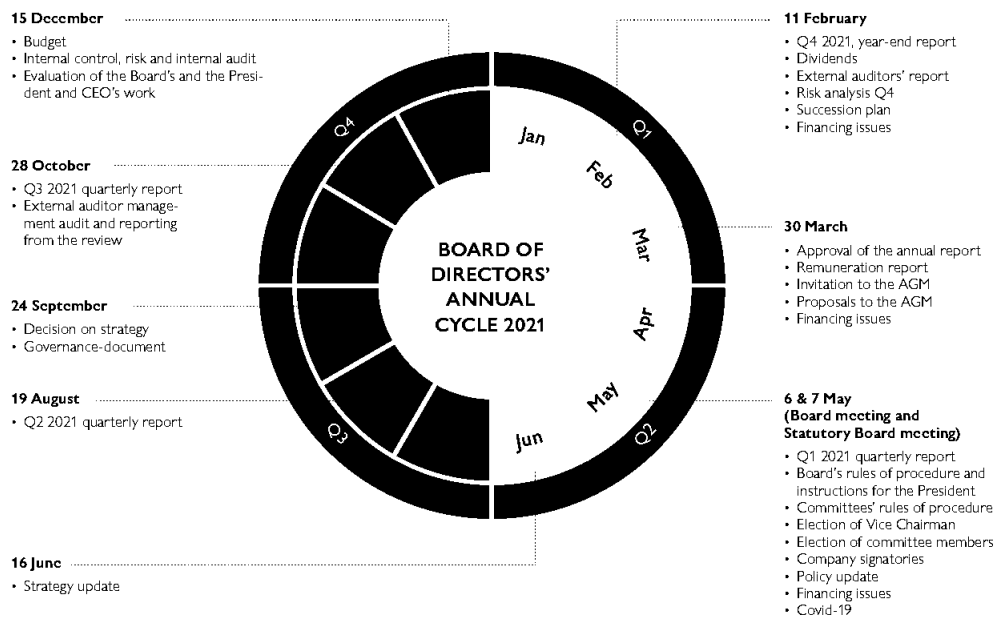 15 December
• Budget
• Internal control, risk and internal audit
• Evaluation of the Board's and the Presi-
dent and CEO's work
28 October
• Q3 2021 quarterly report
• External auditor manage-
ment audit and reporting
from the review
24 September
• Decision on strategy
• Governance-document
19 August
• Q2 2021 quarterly report
16 June
• Strategy update
Q4
Q1
Jan
Feb
Mar
BOARD OF
DIRECTORS'
ANNUAL
CYCLE 2021
Apr
May
Jun
Q3
Q2
11 February
• Q4 2021, year-end report
• Dividends
• External auditors' report
• Risk analysis Q4
• Succession plan
• Financing issues
30 March
• Approval of the annual report
• Remuneration report
• Invitation to the AGM
• Proposals to the AGM
• Financing issues
6 & 7 May
(Board meeting and
Statutory Board meeting)
• Q1 2021 quarterly report
• Board's rules of procedure and
instructions for the President
• Committees' rules of procedure
• Election of Vice Chairman
• Election of committee members
• Company signatories
• Policy update
• Financing issues
• Covid-19